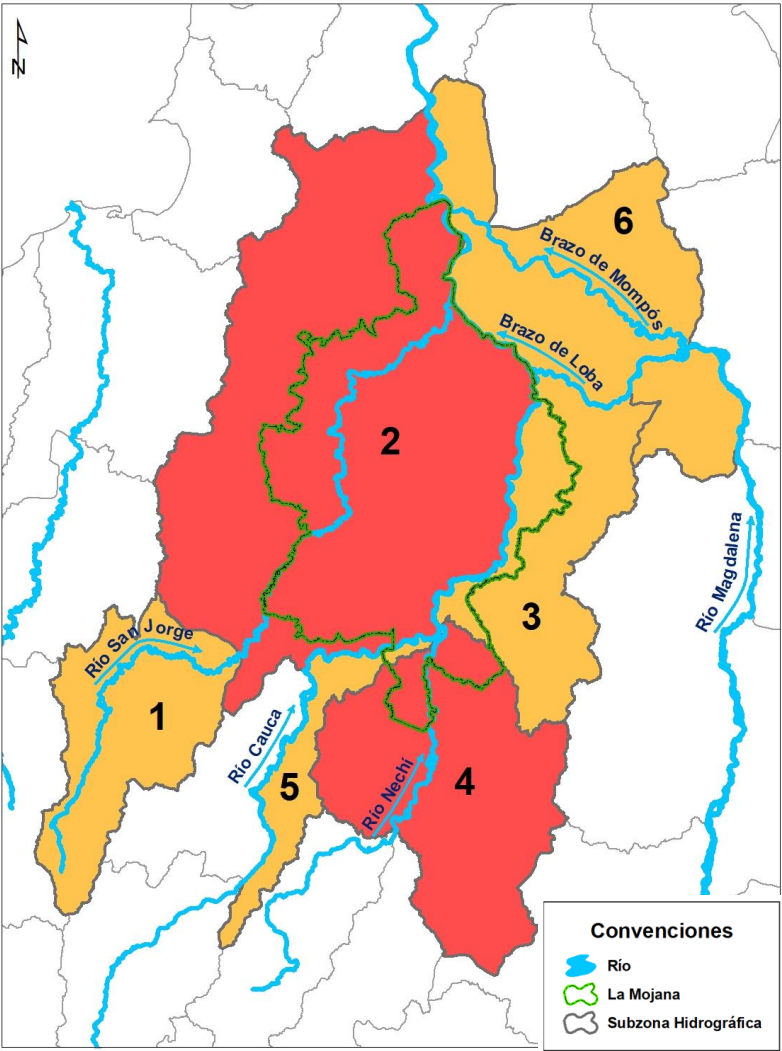 N
6
Brazo de Mompós
Brazo de Loba
2
Río Magdalena
3
Río San Jorge
1
Río Cauca
5
4
Río Nechí
Convenciones
Río
La Mojana
Subzona Hidrográfica